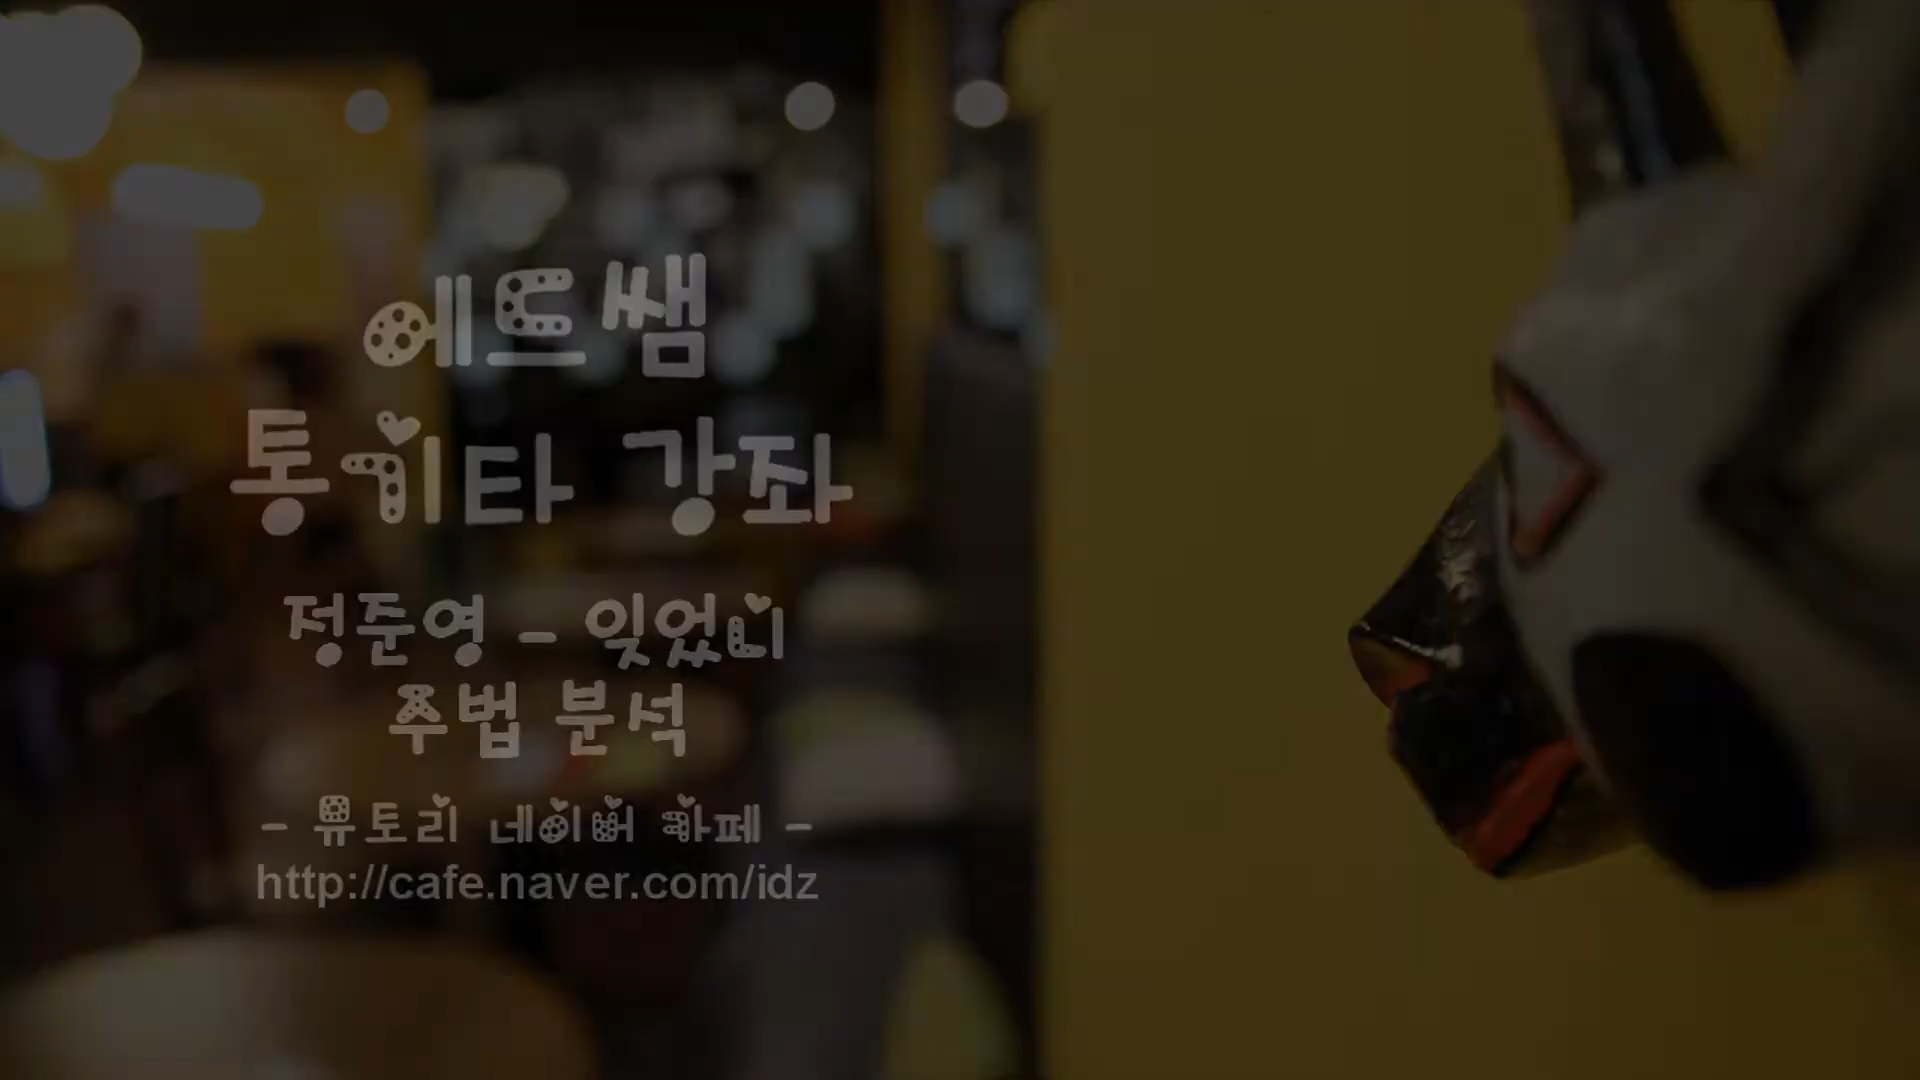 에드쌤
통기타 강좌
정준영 - 잊었니
주법 분석
- 뮤토리 네이버 카페 -
http://cafe.naver.com/idz